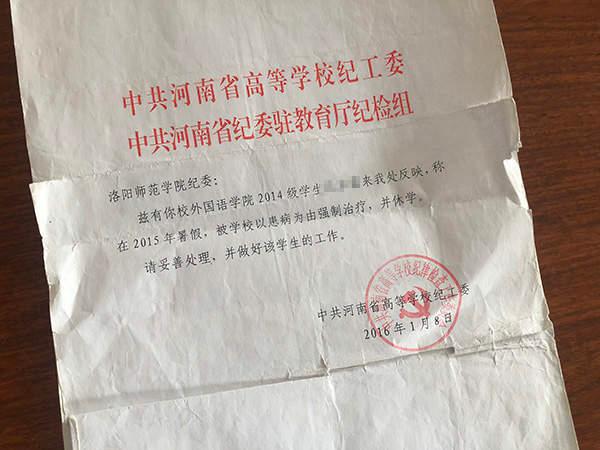 中共河南省高等学校纪工委
中共河南省纪委驻教育厅纪检组
洛阳师范学院纪委：
兹有你校外国语学院2014级学生 来我处反映，称
在2015年暑假，被学校以患病为由强制治疗，并休学。
请妥善处理，并做好该学生的工作。
中共河南省高等学校纪工委
2016年1月8日